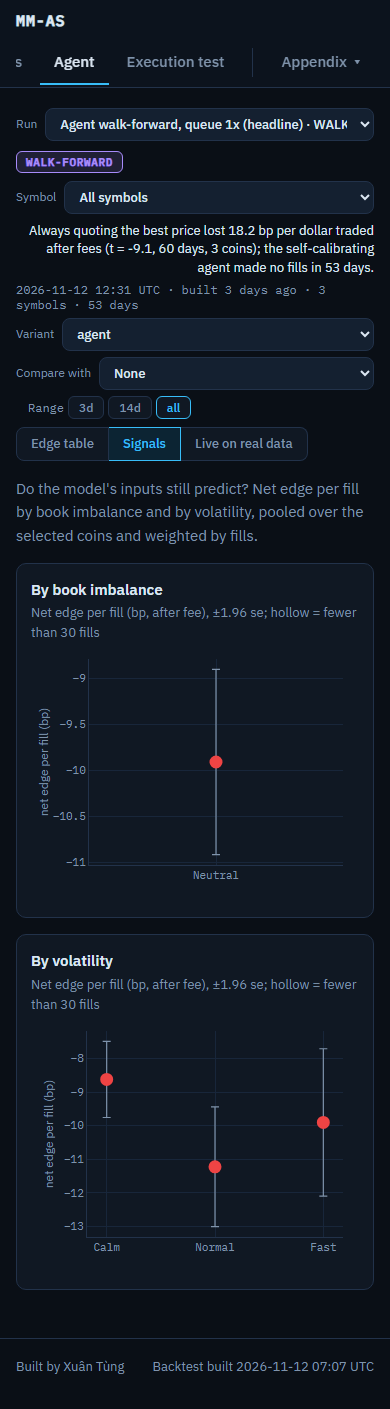 MM-AS
s Agent Execution test Appendix ▾
Run Agent walk-forward, queue 1x (headline) · WALK
WALK-FORWARD
Symbol All symbols
Always quoting the best price lost 18.2 bp per dollar traded
after fees (t = -9.1, 60 days, 3 coins); the self-calibrating
agent made no fills in 53 days.
2026-11-12 12:31 UTC · built 3 days ago · 3
symbols · 53 days
Variant agent
Compare with None
Range 3d 14d all
Edge table Signals Live on real data
Do the model's inputs still predict? Net edge per fill
by book imbalance and by volatility, pooled over the
selected coins and weighted by fills.
By book imbalance
Net edge per fill (bp, after fee), ±1.96 se; hollow = fewer
than 30 fills
net edge per fill (bp)
−9
−9.5
−10
−10.5
−11
Neutral
By volatility
Net edge per fill (bp, after fee), ±1.96 se; hollow = fewer
than 30 fills
net edge per fill (bp)
−8
−9
−10
−11
−12
−13
Calm Normal Fast
Built by Xuân Tùng Backtest built 2026-11-12 07:07 UTC